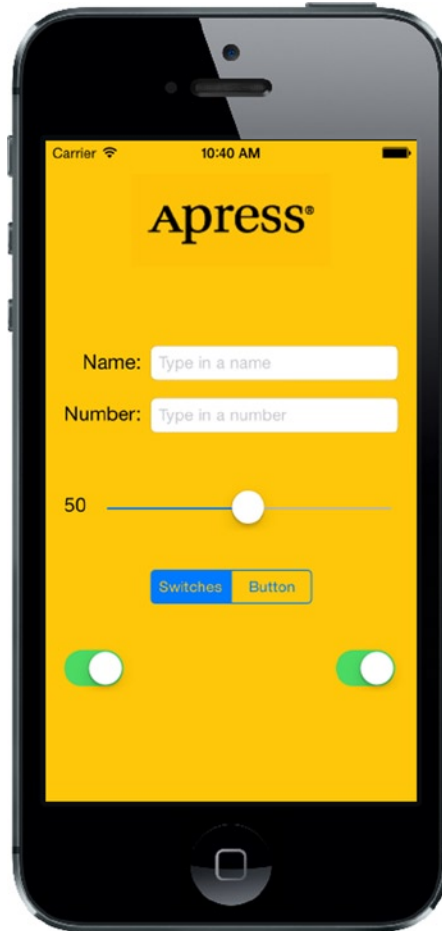 Carrier 10:40 AM
Apress®
Name: Type in a name
Number: Type in a number
50
Switches Button